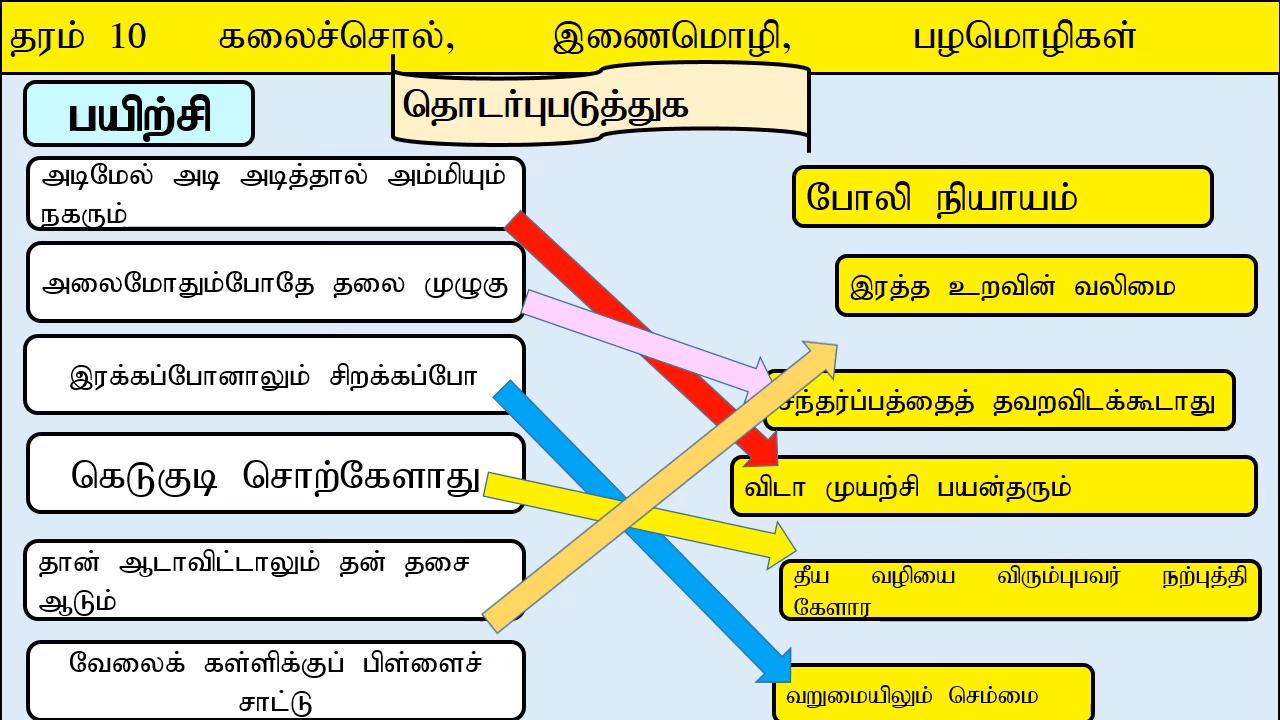 தரம் 10 கலைச்சொல், இணைமொழி, பழமொழிகள்
தொடர்புபடுத்துக
பயிற்சி
அடிமேல் அடி அடித்தால் அம்மியும்
நகரும்
அலைமோதும்போதே தலை முழுகு
இரக்கப்போனாலும் சிறக்கப்போ
கெடுகுடி சொற்கேளாது
தான் ஆடாவிட்டாலும் தன் தசை
ஆடும்
வேலைக் கள்ளிக்குப் பிள்ளைச்
சாட்டு
போலி நியாயம்
இரத்த உறவின் வலிமை
சந்தர்ப்பத்தைத் தவறவிடக்கூடாது
விடா முயற்சி பயன்தரும்
தீய வழியை விரும்புபவர் நற்புத்தி
கேளார
வறுமையிலும் செம்மை